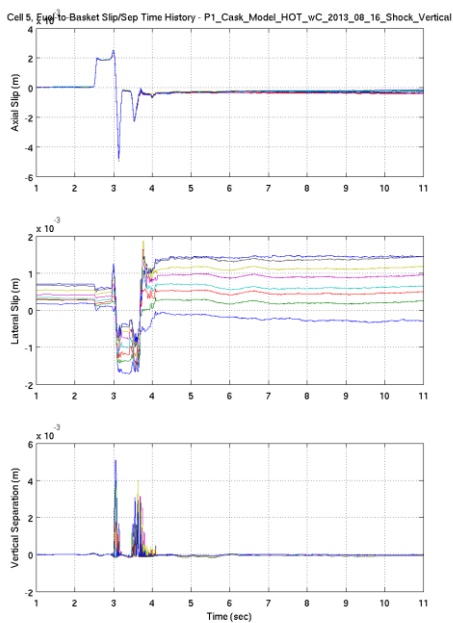 Cell 5, Fuel-to-Basket Slip/Sep Time History - P1_Cask_Model_HOT_wC_2013_08_16_Shock_Vertical
x 10^-3
4
2
0
-2
-4
-6
Axial Slip (m)
1 2 3 4 5 6 7 8 9 10 11
x 10^-3
2
1
0
-1
-2
Lateral Slip (m)
1 2 3 4 5 6 7 8 9 10 11
x 10^-3
6
4
2
0
-2
Vertical Separation (m)
1 2 3 4 5 6 7 8 9 10 11
Time (sec)